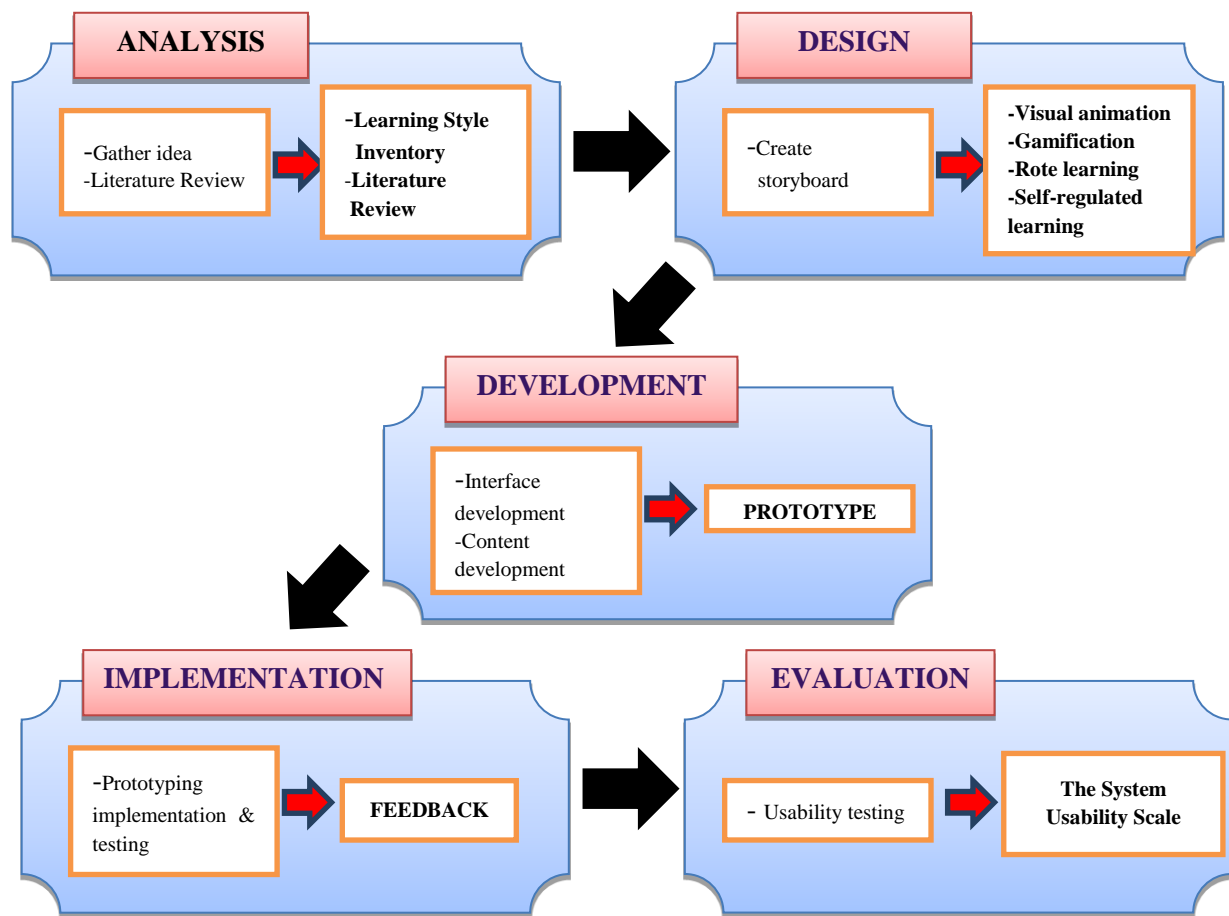 ANALYSIS
-Gather idea
-Literature Review
-Learning Style
Inventory
-Literature
Review
DESIGN
-Create
storyboard
-Visual animation
-Gamification
-Rote learning
-Self-regulated
learning
DEVELOPMENT
-Interface
development
-Content
development
PROTOTYPE
IMPLEMENTATION
-Prototyping
implementation &
testing
FEEDBACK
EVALUATION
- Usability testing
The System
Usability Scale